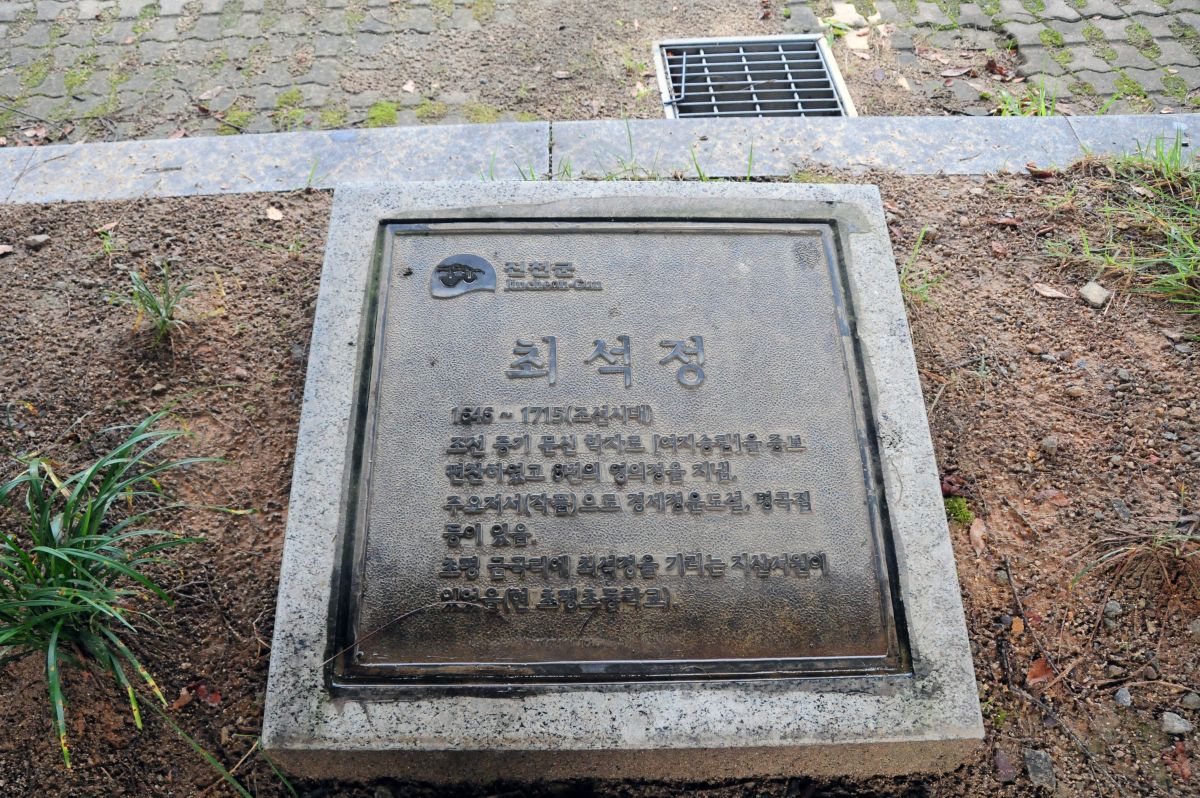 진천군
Jincheon-Gun
최석정
1646 ~ 1715(조선시대)
조선 중기 문신 학자로 [여지승람]을 증보
편찬하였고 8번의 영의정을 지냄.
주요저서(작품)으로 경세정운도설, 명곡집
등이 있음.
초평 금곡리에 최석정을 기리는 지산서원이
있었음(현 초평초등학교).